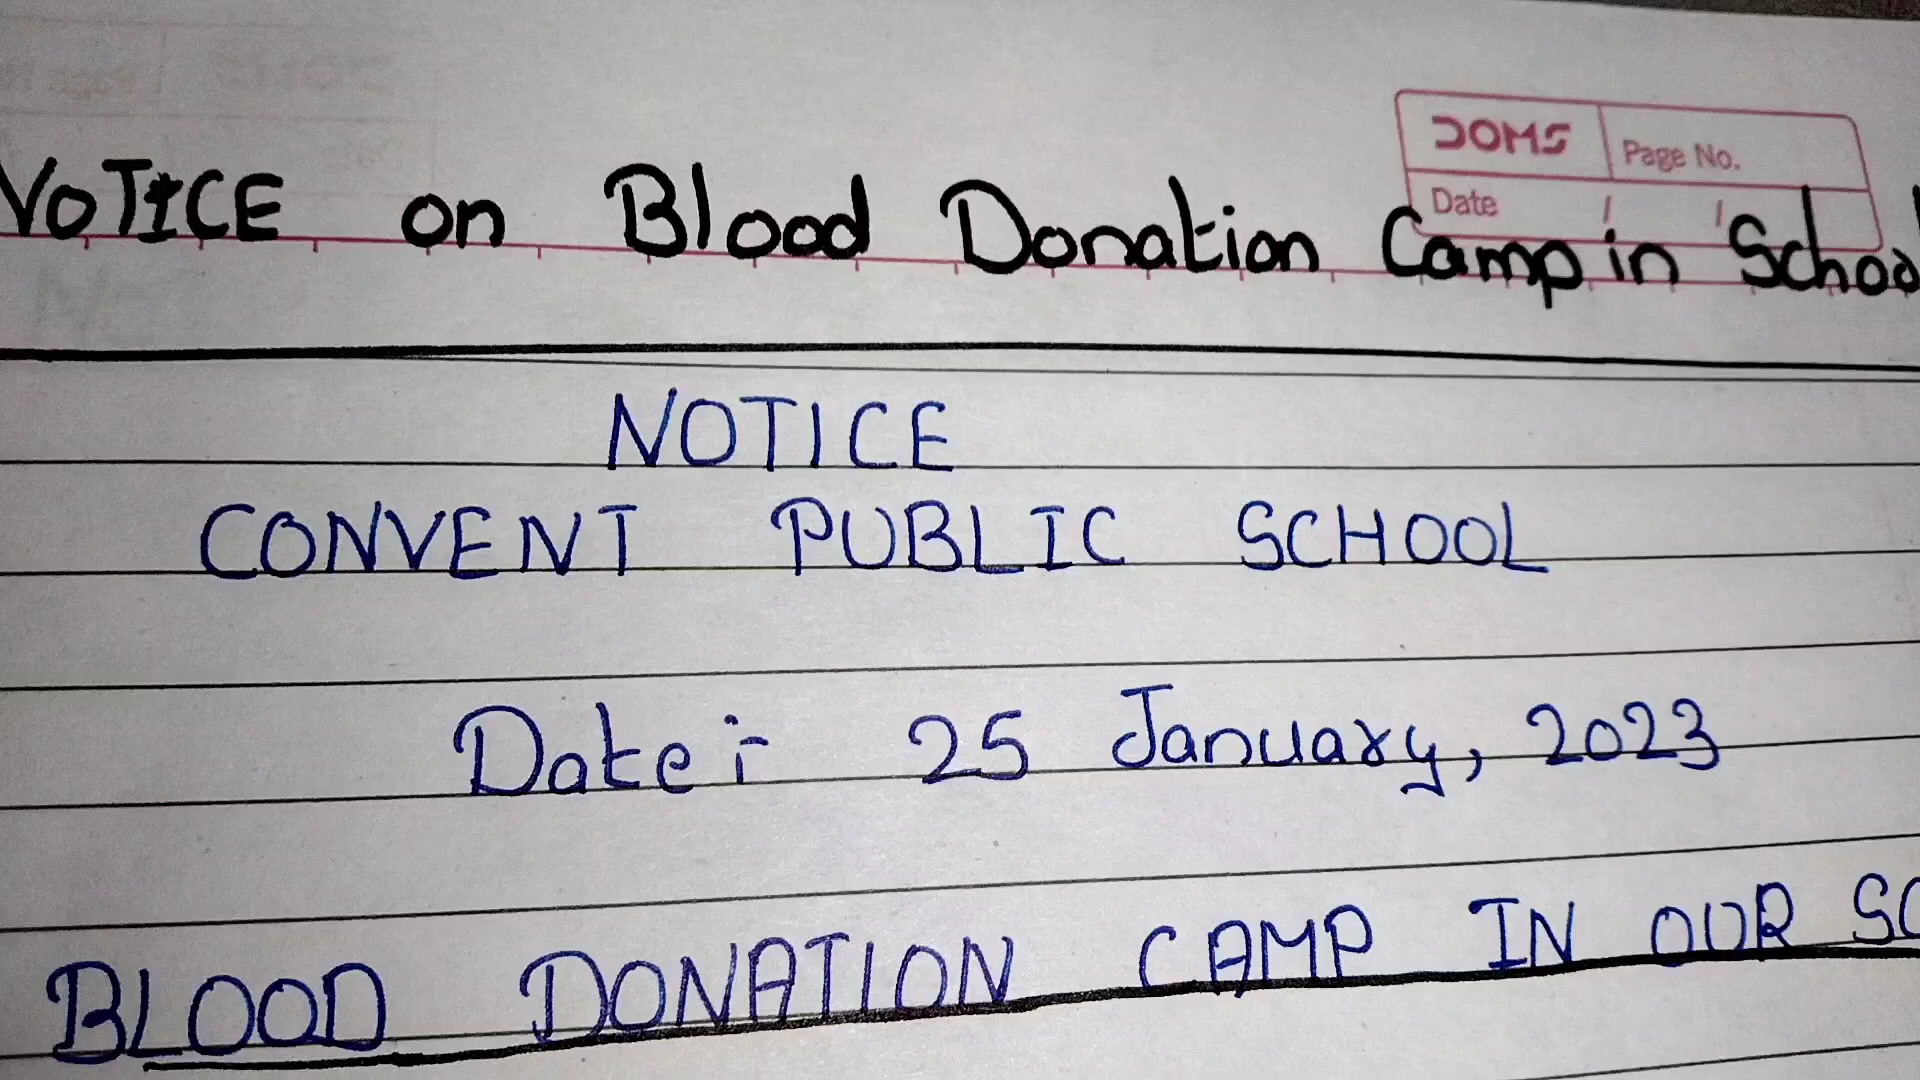 DOMS Page No.
Date / /
NOTICE on Blood Donation Camp in School
NOTICE
CONVENT PUBLIC SCHOOL
Date:- 25 January, 2023
BLOOD DONATION CAMP IN OUR SC